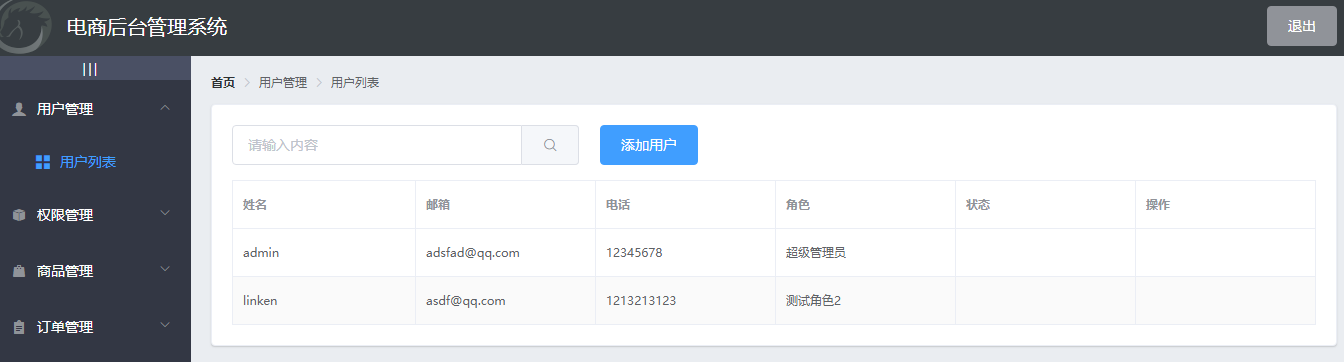 电商后台管理系统
退出
|||
用户管理
用户列表
权限管理
商品管理
订单管理
首页 > 用户管理 > 用户列表
请输入内容
添加用户
姓名 邮箱 电话 角色 状态 操作
admin adsfad@qq.com 12345678 超级管理员
linken asdf@qq.com 1213213123 测试角色2